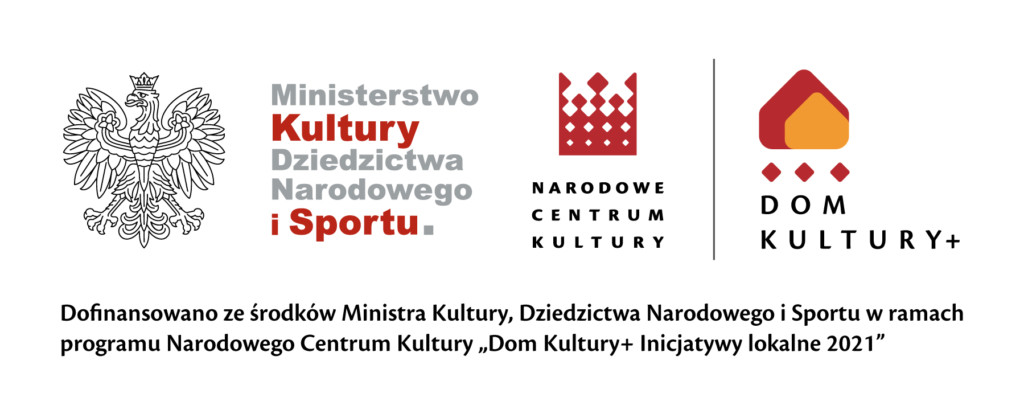 Ministerstwo
Kultury
Dziedzictwa
Narodowego
i Sportu.
NARODOWE
CENTRUM
KULTURY
DOM
KULTURY+
Dofinansowano ze środków Ministra Kultury, Dziedzictwa Narodowego i Sportu w ramach
programu Narodowego Centrum Kultury „Dom Kultury+ Inicjatywy lokalne 2021”